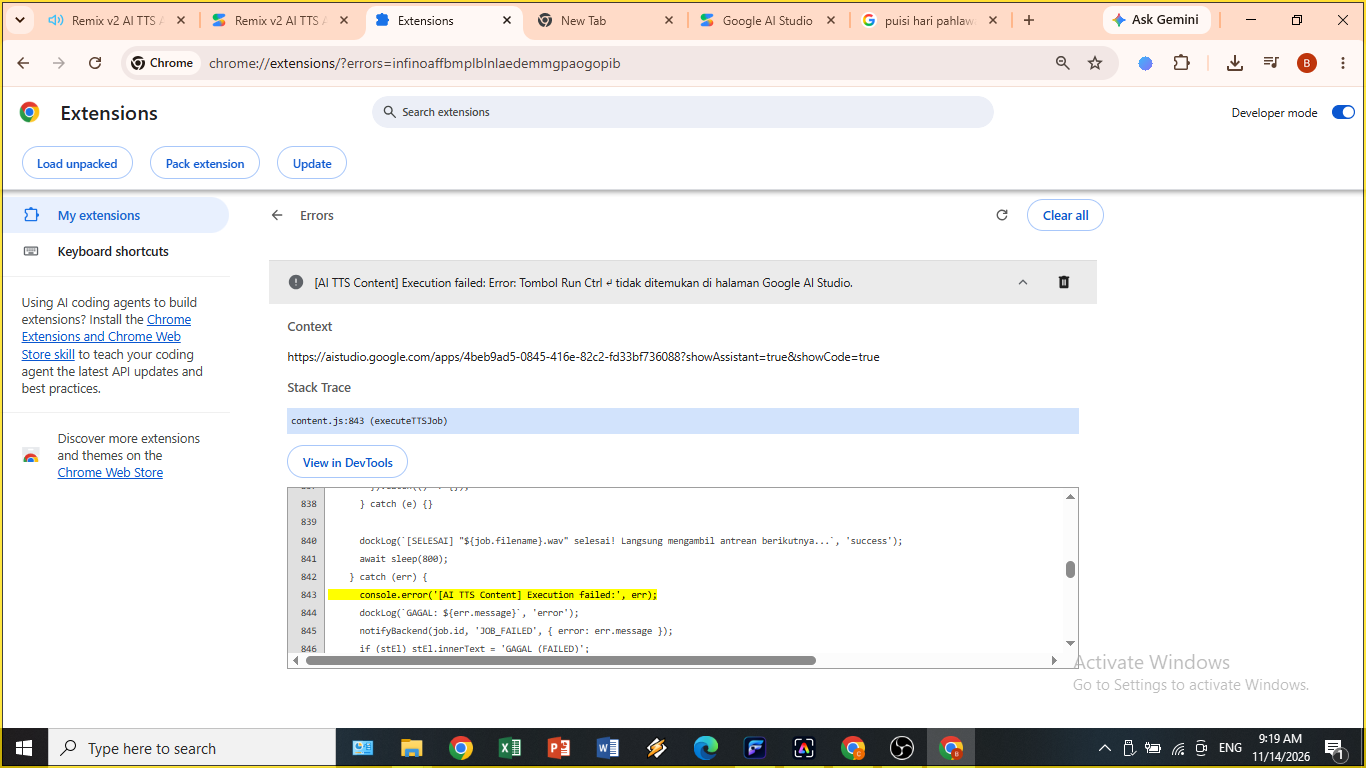 Remix v2 AI TTS A
Remix v2 AI TTS A
Extensions
New Tab
Google AI Studio
puisi hari pahlaw
Ask Gemini
Chrome
chrome://extensions/?errors=infinoaffbmplblnlaedemmgpaogopib
B
Extensions
Search extensions
Developer mode
Load unpacked
Pack extension
Update
My extensions
Keyboard shortcuts
Using AI coding agents to build
extensions? Install the Chrome
Extensions and Chrome Web
Store skill to teach your coding
agent the latest API updates and
best practices.
Discover more extensions
and themes on the
Chrome Web Store
Errors
Clear all
[AI TTS Content] Execution failed: Error: Tombol Run Ctrl ↵ tidak ditemukan di halaman Google AI Studio.
Context
https://aistudio.google.com/apps/4beb9ad5-0845-416e-82c2-fd33bf736088?showAssistant=true&showCode=true
Stack Trace
content.js:843 (executeTTSJob)
View in DevTools
838 } catch (e) {}
839
840 dockLog(`[SELESAI] "${job.filename}.wav" selesai! Langsung mengambil antrean berikutnya...`, 'success');
841 await sleep(800);
842 } catch (err) {
843 console.error('[AI TTS Content] Execution failed:', err);
844 dockLog(`GAGAL: ${err.message}`, 'error');
845 notifyBackend(job.id, 'JOB_FAILED', { error: err.message });
846 if (stEl) stEl.innerText = 'GAGAL (FAILED)';
Activate Windows
Go to Settings to activate Windows.
Type here to search
ENG
9:19 AM
11/14/2026
1